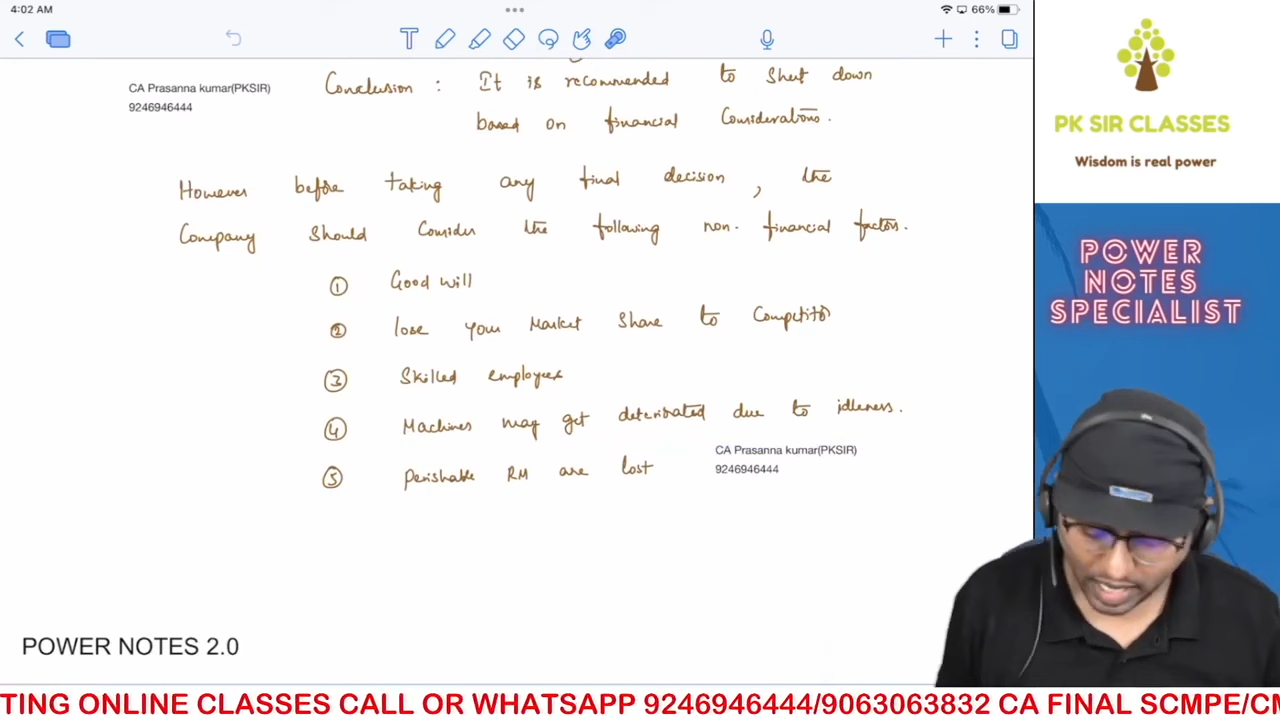 4:02 AM
66%
T
CA Prasanna kumar(PKSIR)
9246946444
Conclusion : It is recommended to Shut down
based on financial Considerations.
However before taking any final decision , the
Company Should Consider the following non- financial factors.
① Good will
② lose your Market Share to Competitor
③ Skilled employees
④ Machines may get deteriorated due to idleness.
⑤ Perishable RM are lost
CA Prasanna kumar(PKSIR)
9246946444
POWER NOTES 2.0
PK SIR CLASSES
Wisdom is real power
POWER
NOTES
SPECIALIST
TING ONLINE CLASSES CALL OR WHATSAPP 9246946444/9063063832 CA FINAL SCMPE/CM